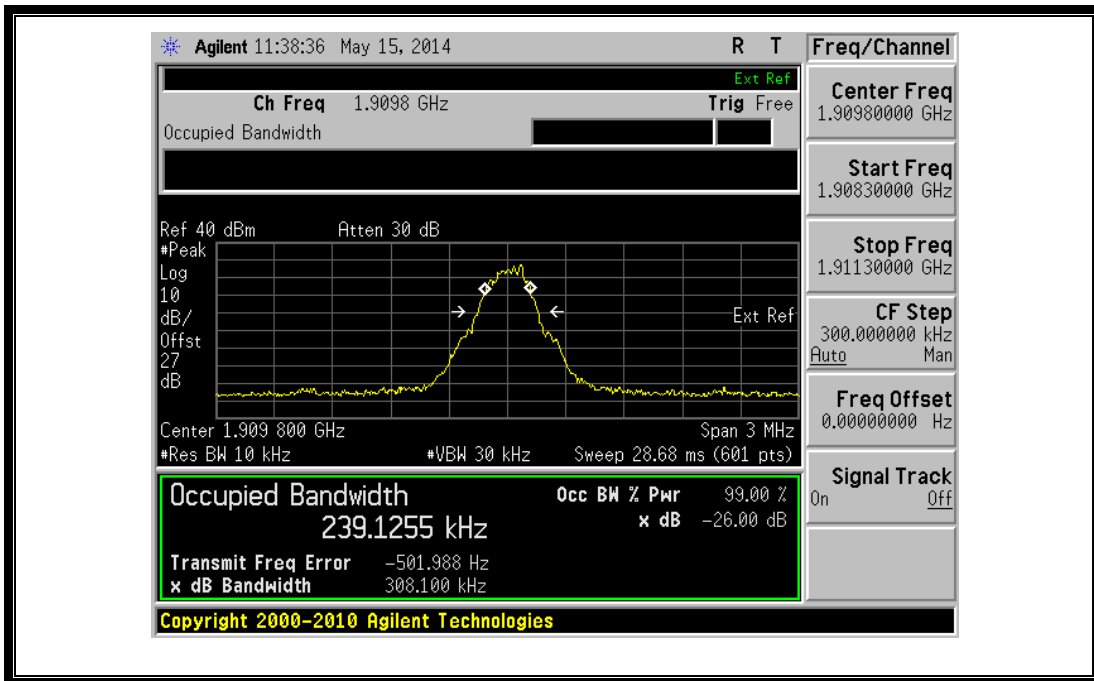 Agilent 11:38:36 May 15, 2014 R T
Freq/Channel
Ext Ref
Ch Freq 1.9098 GHz Trig Free
Occupied Bandwidth
Center Freq
1.90980000 GHz
Start Freq
1.90830000 GHz
Stop Freq
1.91130000 GHz
CF Step
300.000000 kHz
Auto Man
Freq Offset
0.00000000 Hz
Signal Track
On Off
Ref 40 dBm Atten 30 dB
#Peak
Log
10
dB/
Offst
27
dB
Ext Ref
Center 1.909 800 GHz Span 3 MHz
#Res BW 10 kHz #VBW 30 kHz Sweep 28.68 ms (601 pts)
Occupied Bandwidth Occ BW % Pwr 99.00 %
239.1255 kHz x dB -26.00 dB
Transmit Freq Error -501.988 Hz
x dB Bandwidth 308.100 kHz
Copyright 2000-2010 Agilent Technologies